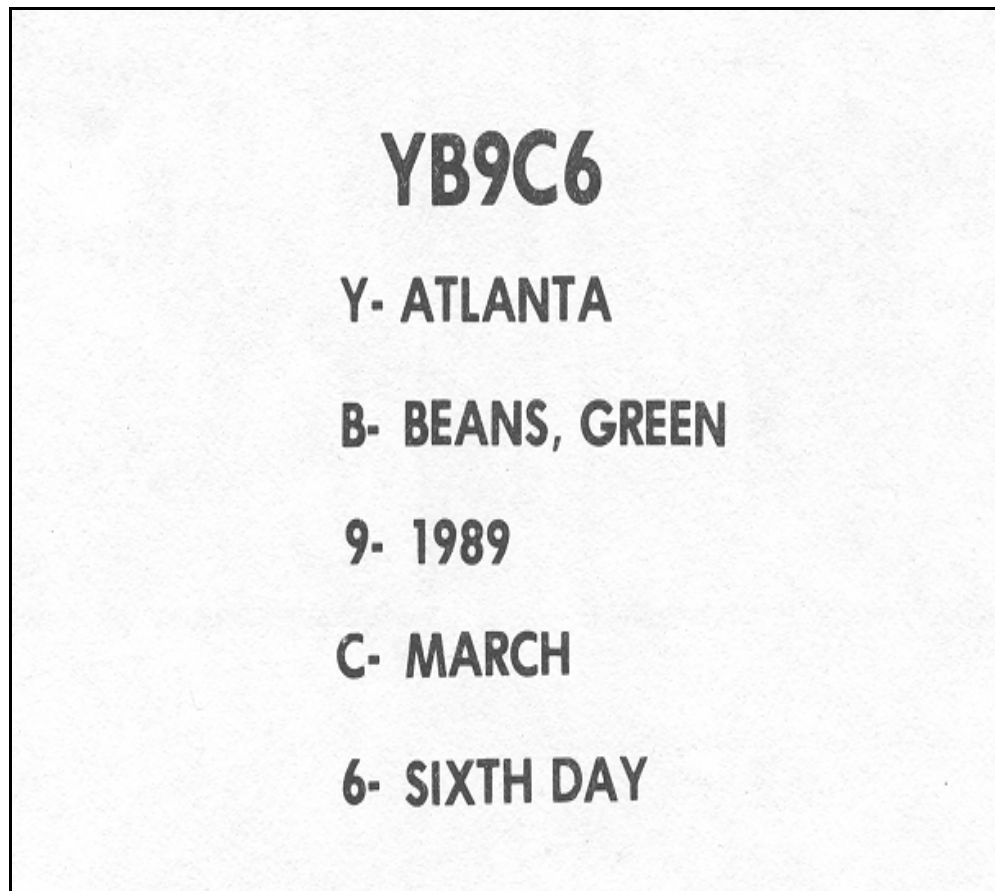 YB9C6
Y- ATLANTA
B- BEANS, GREEN
9- 1989
C- MARCH
6- SIXTH DAY